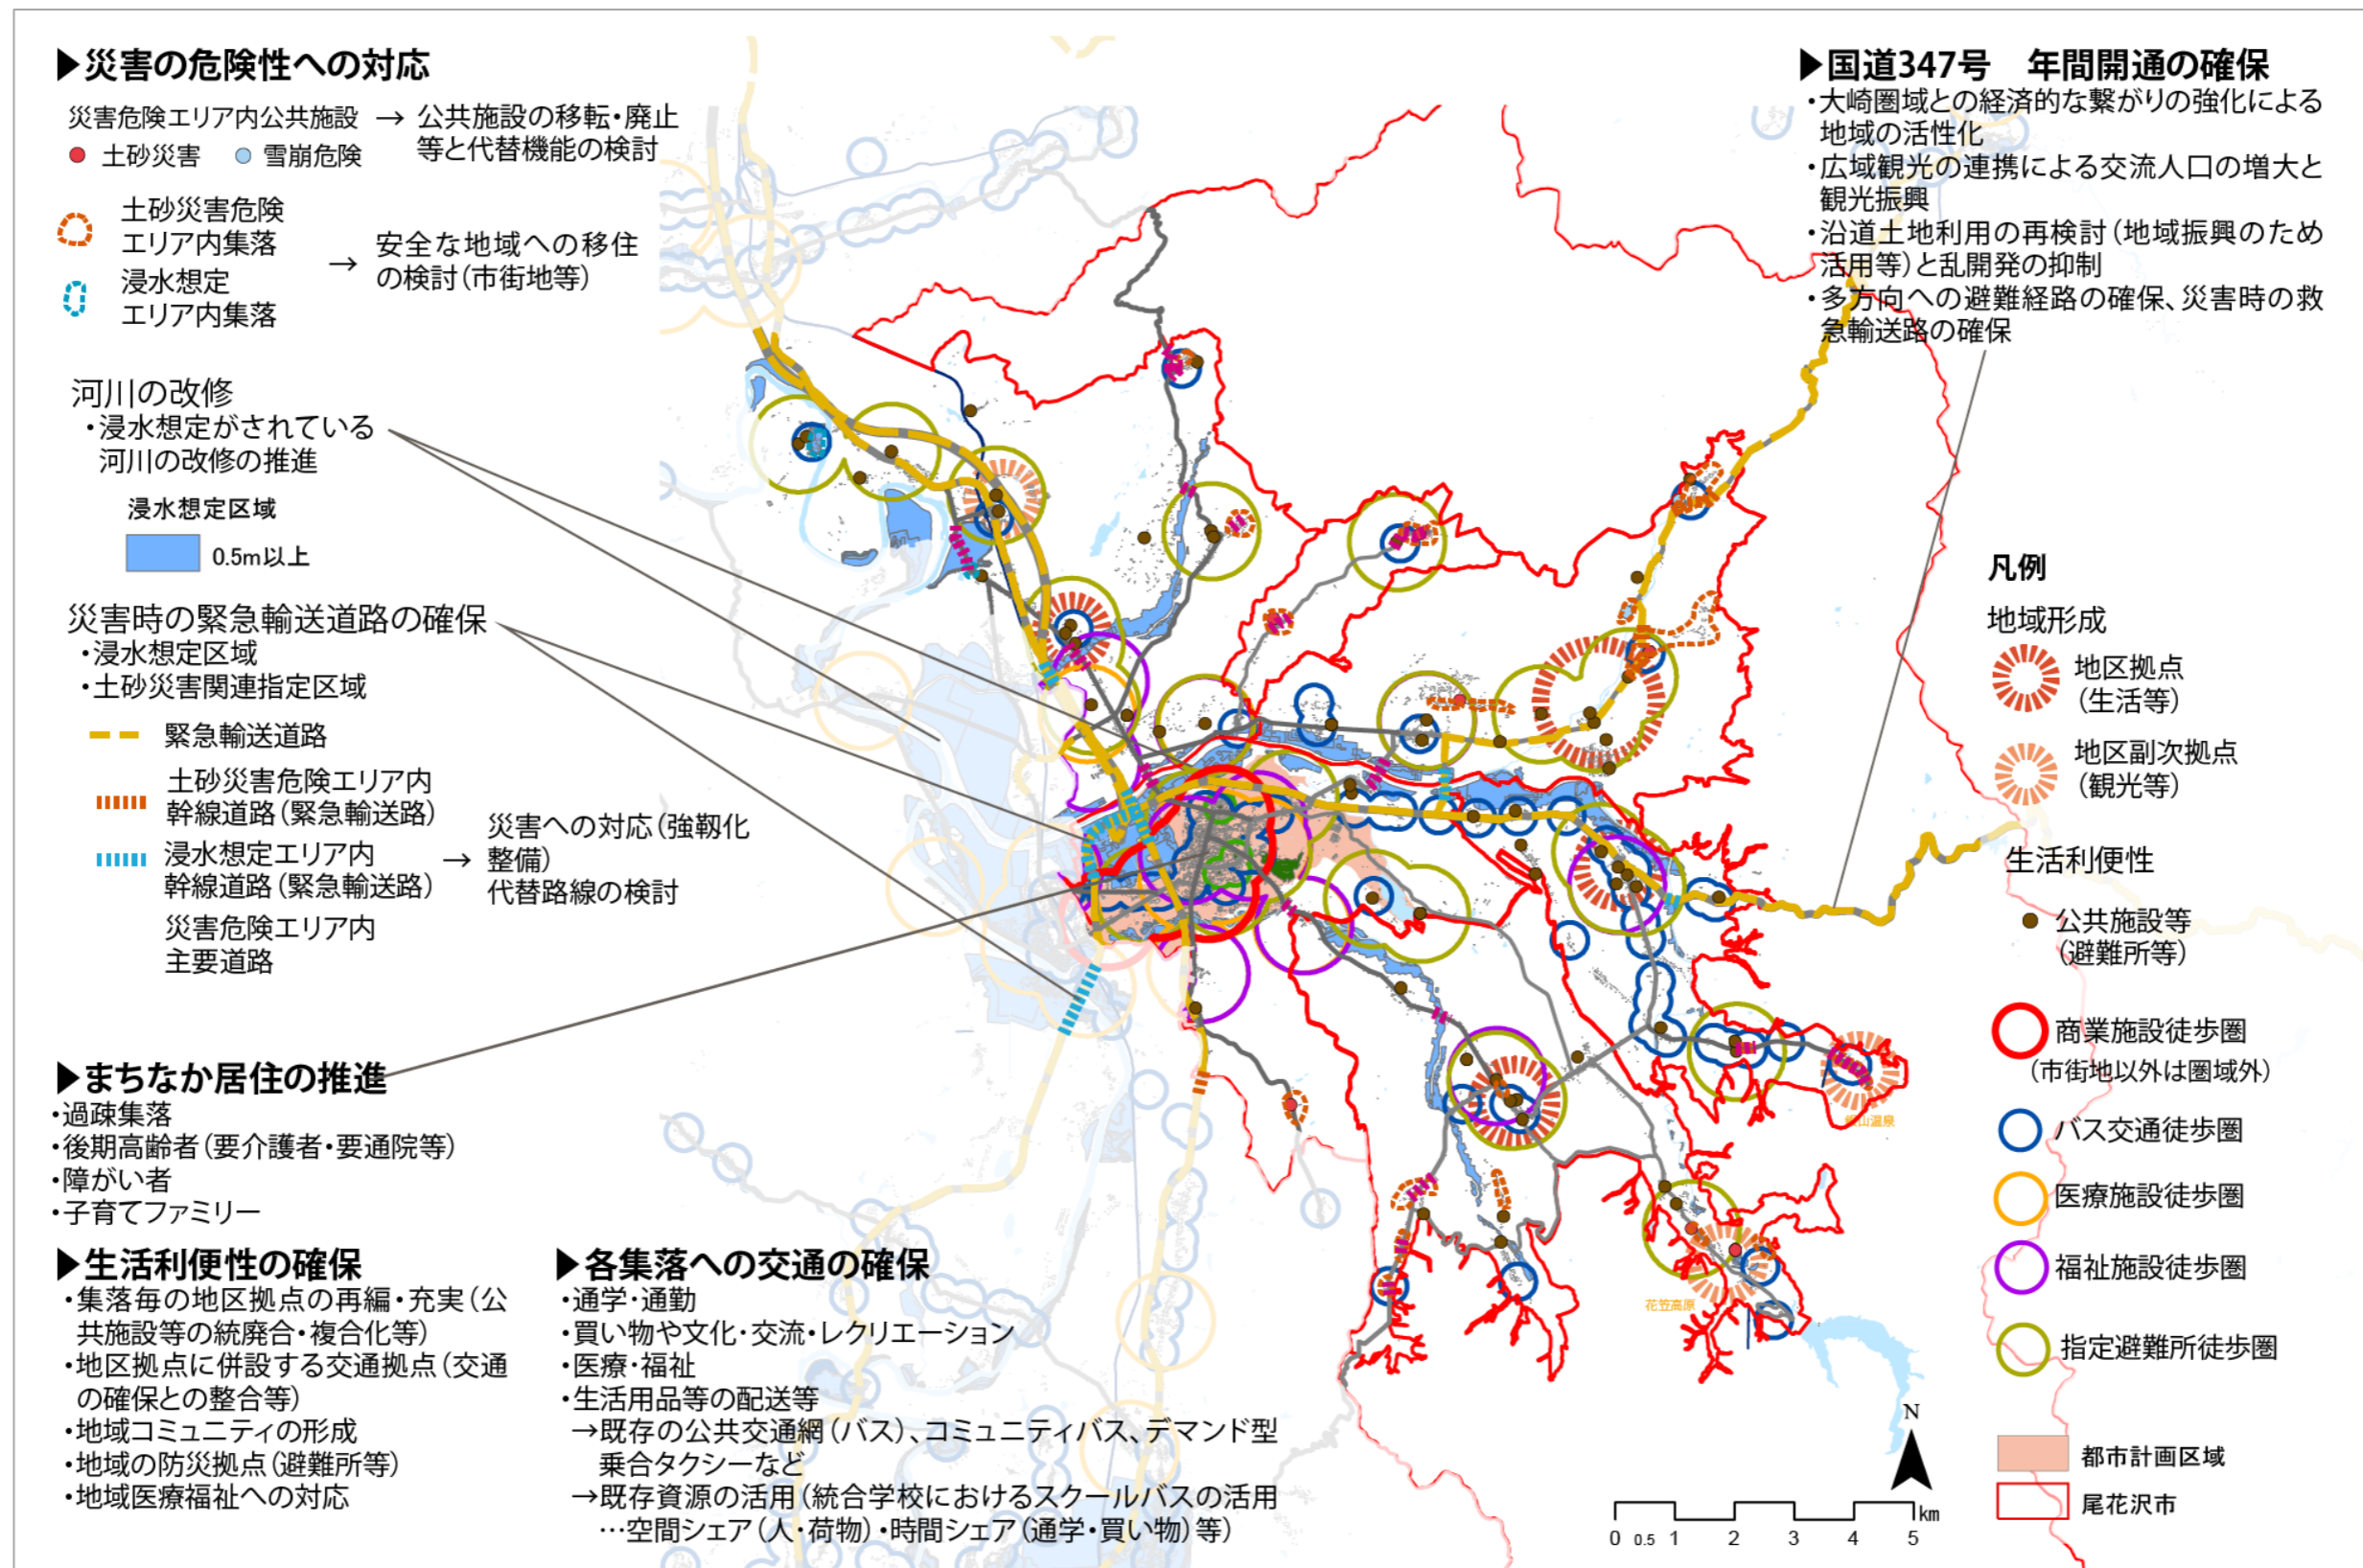 ▶災害の危険性への対応
災害危険エリア内公共施設 → 公共施設の移転・廃止
等と代替機能の検討
土砂災害 雪崩危険
土砂災害危険
エリア内集落
浸水想定
エリア内集落
→ 安全な地域への移住
の検討(市街地等)
河川の改修
・浸水想定がされている
河川の改修の推進
浸水想定区域
0.5m以上
災害時の緊急輸送道路の確保
・浸水想定区域
・土砂災害関連指定区域
緊急輸送道路
土砂災害危険エリア内
幹線道路(緊急輸送路)
浸水想定エリア内
幹線道路(緊急輸送路)
災害危険エリア内
主要道路
→ 災害への対応(強靱化
整備)
代替路線の検討
▶まちなか居住の推進
・過疎集落
・後期高齢者(要介護者・要通院等)
・障がい者
・子育てファミリー
▶生活利便性の確保
・集落毎の地区拠点の再編・充実(公
共施設等の統廃合・複合化等)
・地区拠点に併設する交通拠点(交通
の確保との整合等)
・地域コミュニティの形成
・地域の防災拠点(避難所等)
・地域医療福祉への対応
▶各集落への交通の確保
・通学・通勤
・買い物や文化・交流・レクリエーション
・医療・福祉
・生活用品等の配送等
→既存の公共交通網(バス)、コミュニティバス、デマンド型
乗合タクシーなど
→既存資源の活用(統合学校におけるスクールバスの活用
…空間シェア(人・荷物)・時間シェア(通学・買い物)等)
▶国道347号 年間開通の確保
・大崎圏域との経済的な繋がりの強化による
地域の活性化
・広域観光の連携による交流人口の増大と
観光振興
・沿道土地利用の再検討(地域振興のため
活用等)と乱開発の抑制
・多方向への避難経路の確保、災害時の救
急輸送路の確保
凡例
地域形成
地区拠点
(生活等)
地区副次拠点
(観光等)
生活利便性
公共施設等
(避難所等)
商業施設徒歩圏
(市街地以外は圏域外)
バス交通徒歩圏
医療施設徒歩圏
福祉施設徒歩圏
指定避難所徒歩圏
都市計画区域
尾花沢市
銀山温泉
花笠高原
N
km
0 0.5 1 2 3 4 5